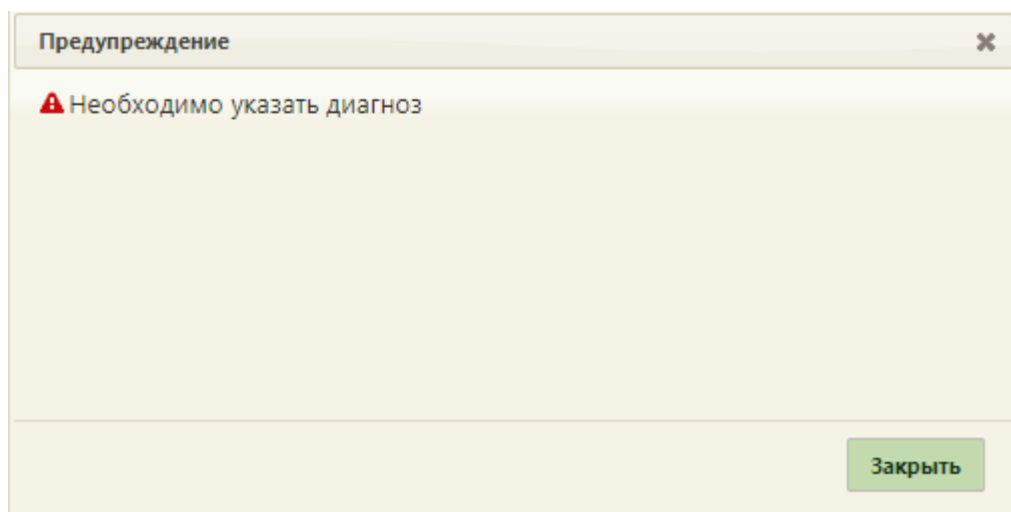 Предупреждение
Необходимо указать диагноз
Закрыть